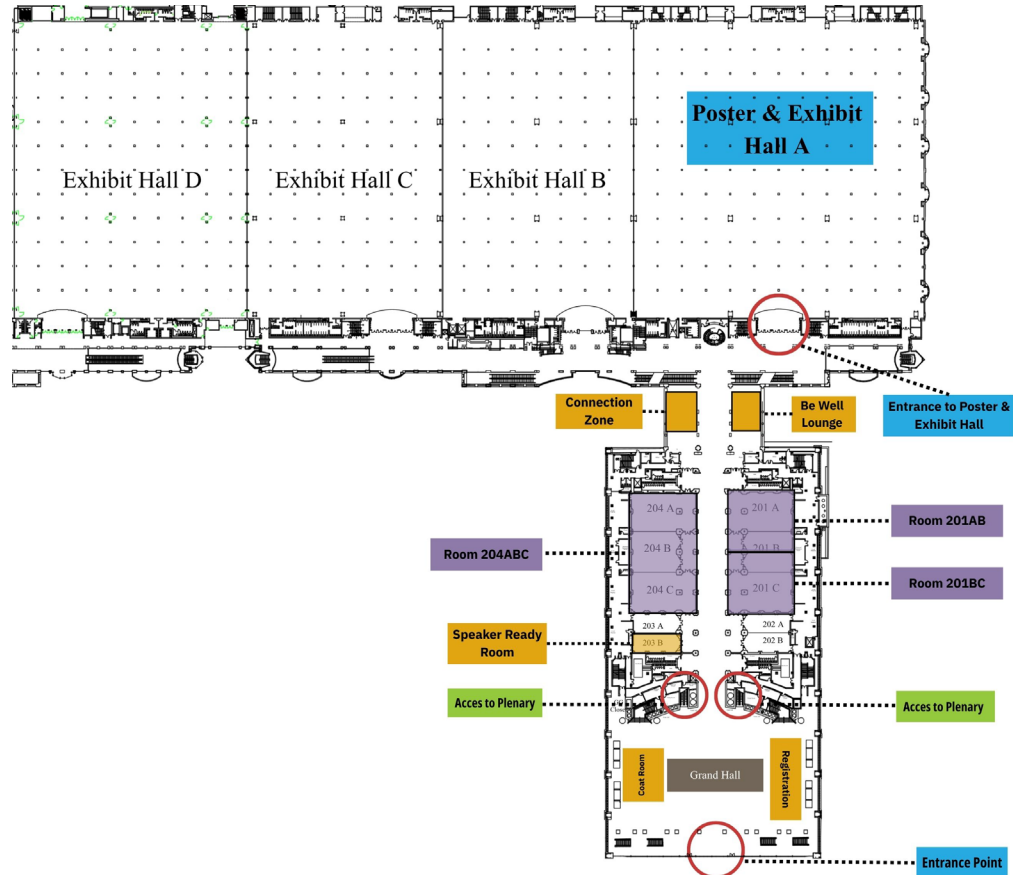 Poster & Exhibit
Hall A
Exhibit Hall D
Exhibit Hall C
Exhibit Hall B
Connection
Zone
Be Well
Lounge
Entrance to Poster &
Exhibit Hall
204 A
201 A
Room 201AB
204 B
201 B
Room 204ABC
204 C
201 C
Room 201BC
203 A
202 A
Speaker Ready
Room
203 B
202 B
Acces to Plenary
Acces to Plenary
Coat Room
Grand Hall
Registration
Entrance Point